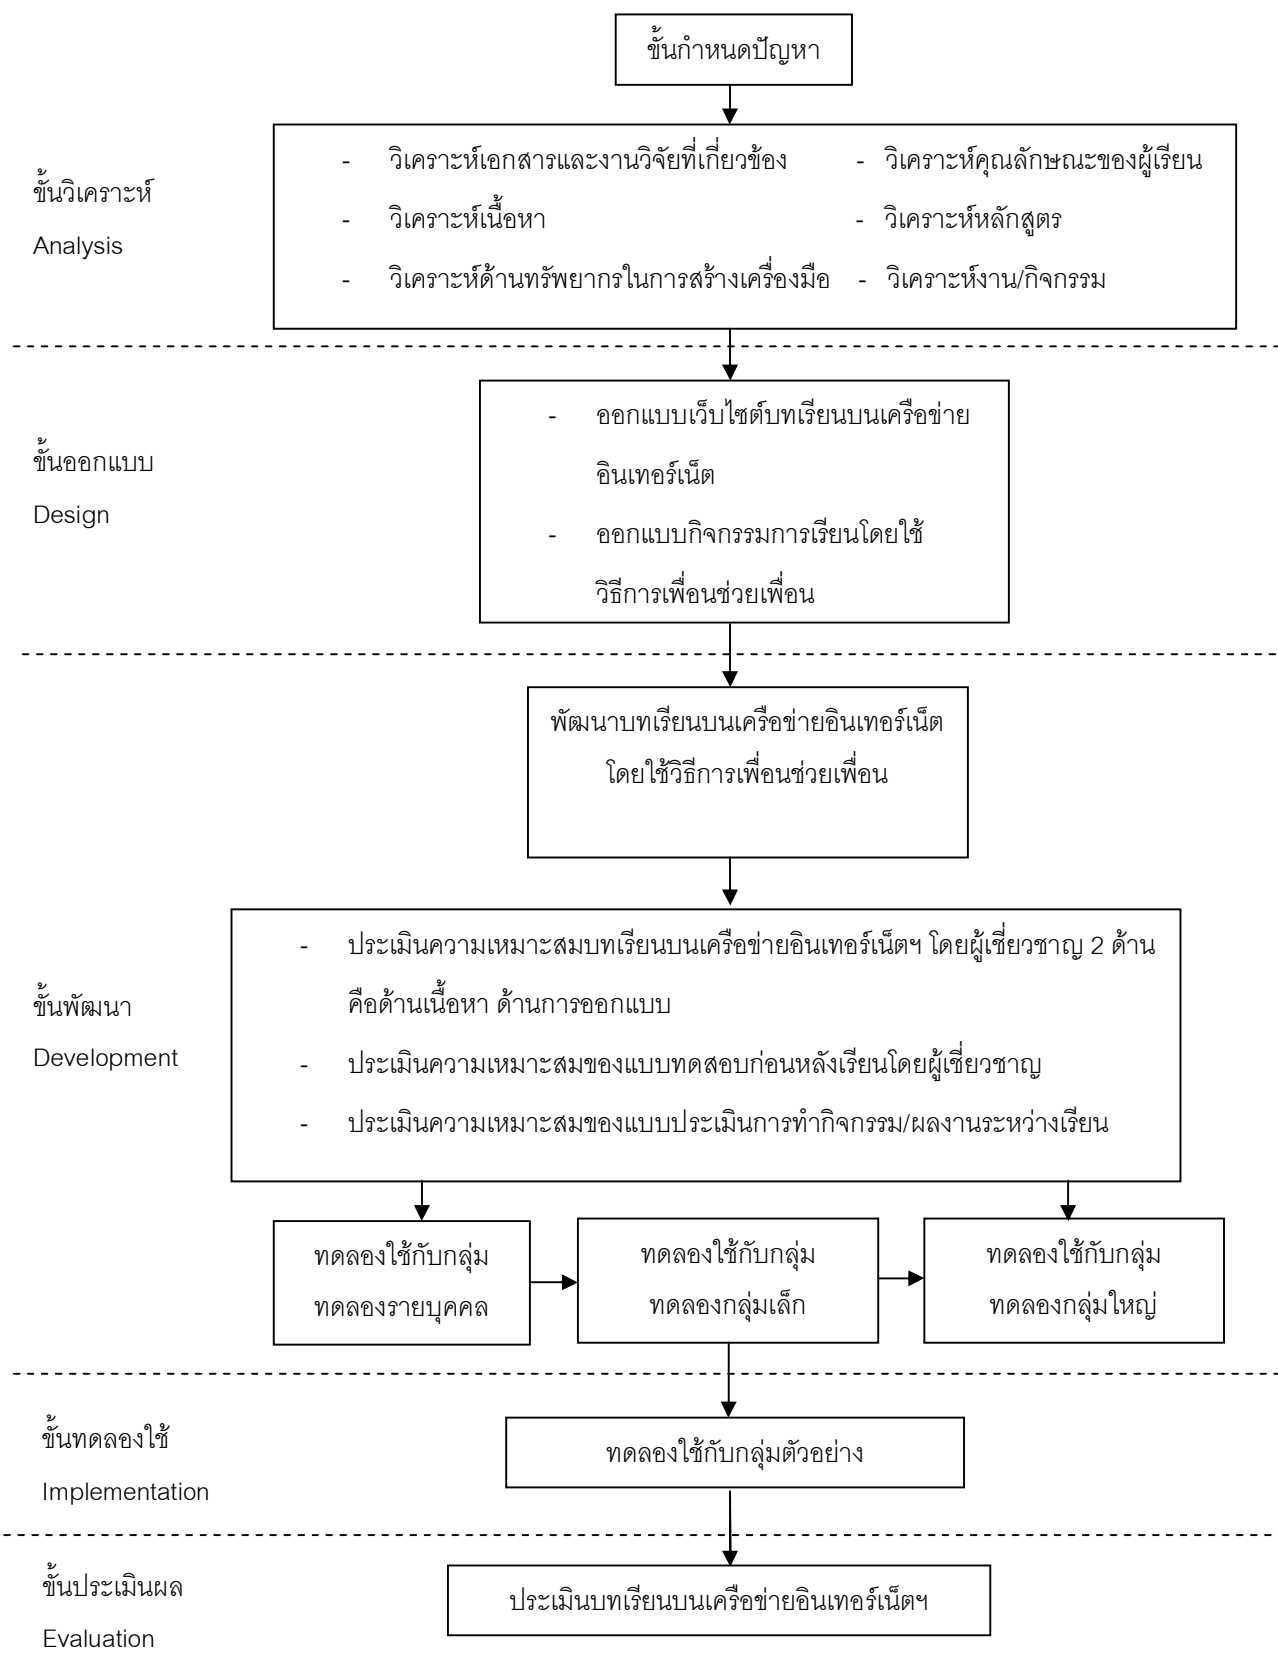 ขั้นกำหนดปัญหา
ขั้นวิเคราะห์
Analysis
- วิเคราะห์เอกสารและงานวิจัยที่เกี่ยวข้อง - วิเคราะห์คุณลักษณะของผู้เรียน
- วิเคราะห์เนื้อหา - วิเคราะห์หลักสูตร
- วิเคราะห์ด้านทรัพยากรในการสร้างเครื่องมือ - วิเคราะห์งาน/กิจกรรม
ขั้นออกแบบ
Design
- ออกแบบเว็บไซต์บทเรียนบนเครือข่าย
อินเทอร์เน็ต
- ออกแบบกิจกรรมการเรียนโดยใช้
วิธีการเพื่อนช่วยเพื่อน
พัฒนาบทเรียนบนเครือข่ายอินเทอร์เน็ต
โดยใช้วิธีการเพื่อนช่วยเพื่อน
ขั้นพัฒนา
Development
- ประเมินความเหมาะสมบทเรียนบนเครือข่ายอินเทอร์เน็ตฯ โดยผู้เชี่ยวชาญ 2 ด้าน
คือด้านเนื้อหา ด้านการออกแบบ
- ประเมินความเหมาะสมของแบบทดสอบก่อนหลังเรียนโดยผู้เชี่ยวชาญ
- ประเมินความเหมาะสมของแบบประเมินการทำกิจกรรม/ผลงานระหว่างเรียน
ทดลองใช้กับกลุ่ม
ทดลองรายบุคคล
ทดลองใช้กับกลุ่ม
ทดลองกลุ่มเล็ก
ทดลองใช้กับกลุ่ม
ทดลองกลุ่มใหญ่
ขั้นทดลองใช้
Implementation
ทดลองใช้กับกลุ่มตัวอย่าง
ขั้นประเมินผล
Evaluation
ประเมินบทเรียนบนเครือข่ายอินเทอร์เน็ตฯ